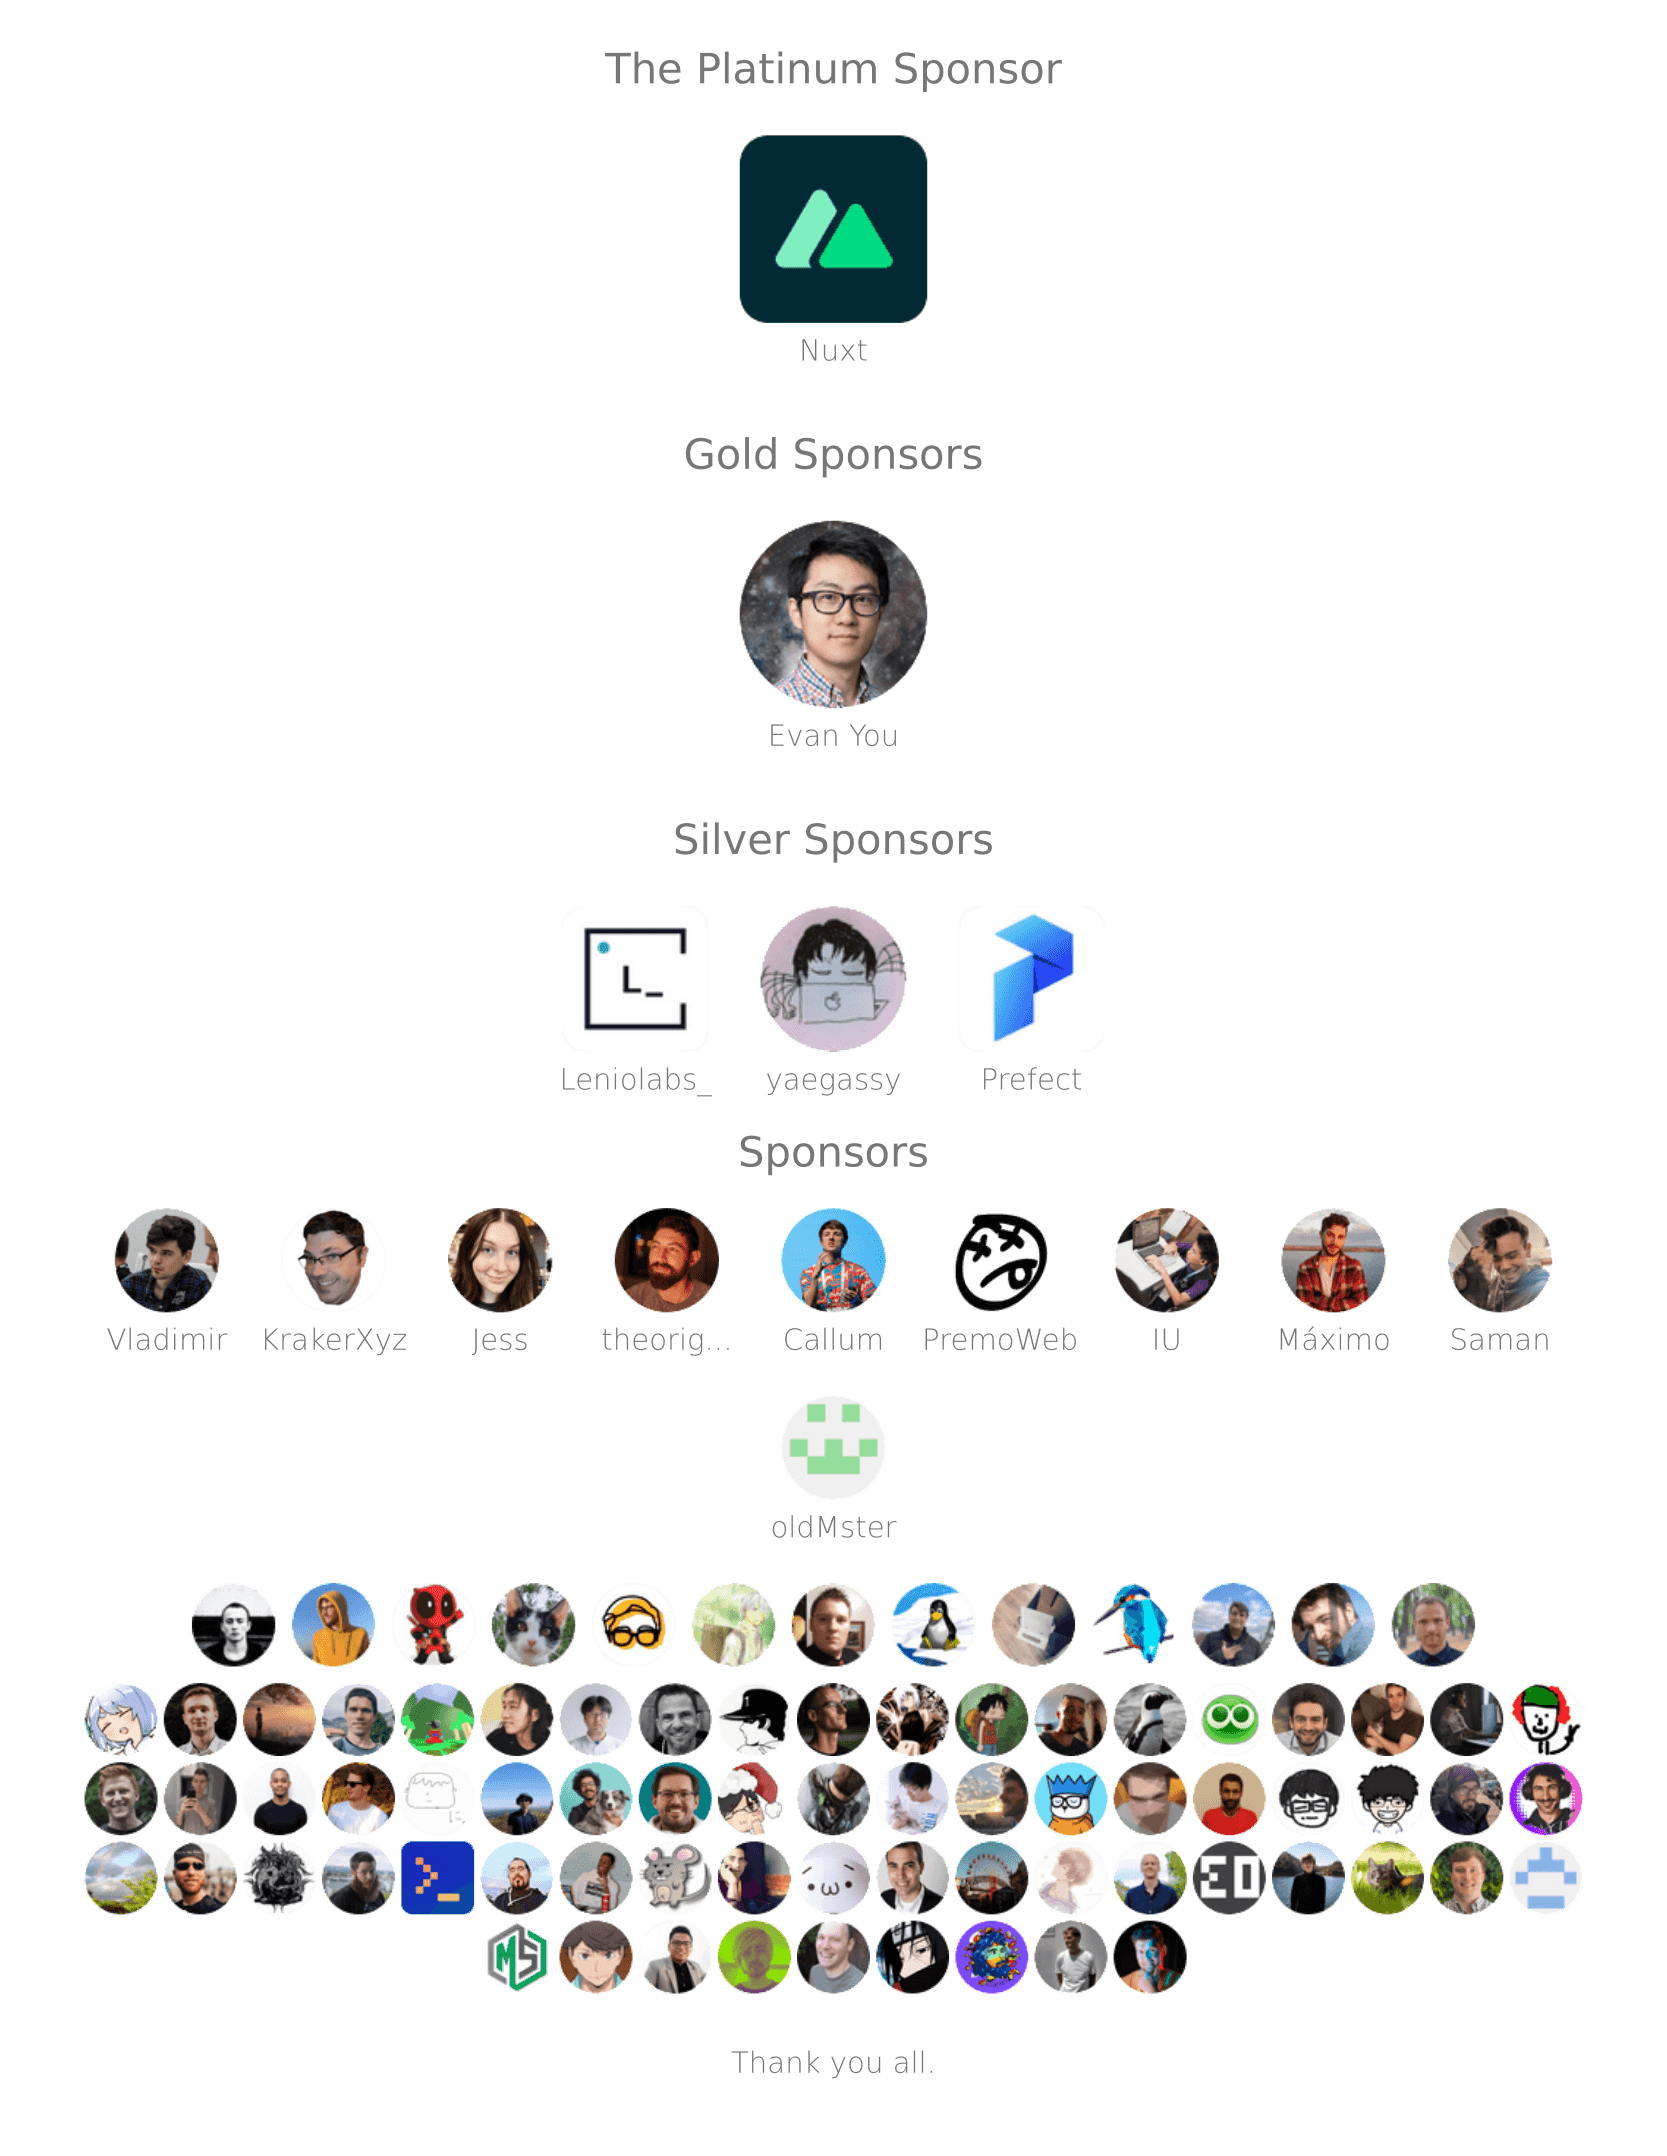 The Platinum Sponsor
Nuxt
Gold Sponsors
Evan You
Silver Sponsors
L_
Leniolabs_ yaegassy Prefect
Sponsors
Vladimir KrakerXyz Jess theorig... Callum PremoWeb IU Máximo Saman
oldMster
3D
MS
Thank you all.